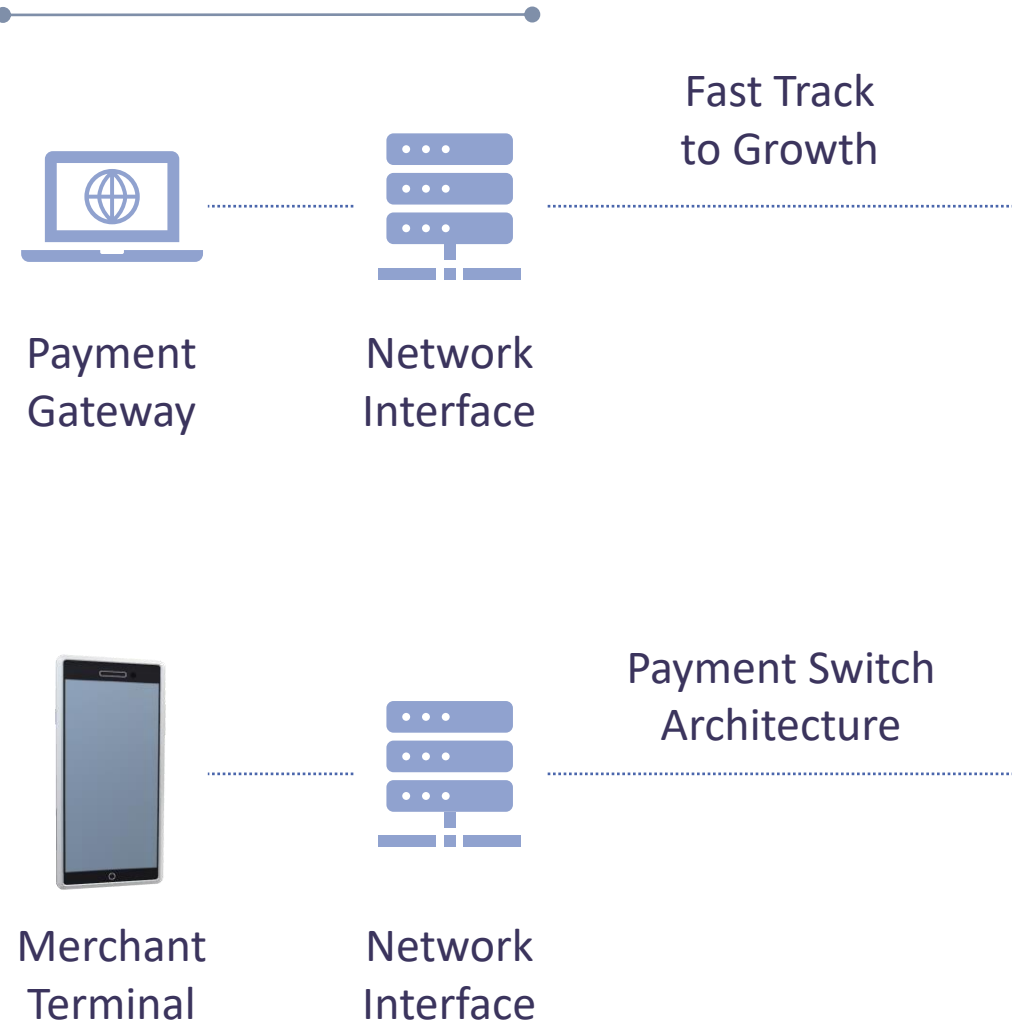 Fast Track
to Growth
Payment
Gateway
Network
Interface
Payment Switch
Architecture
Merchant
Terminal
Network
Interface